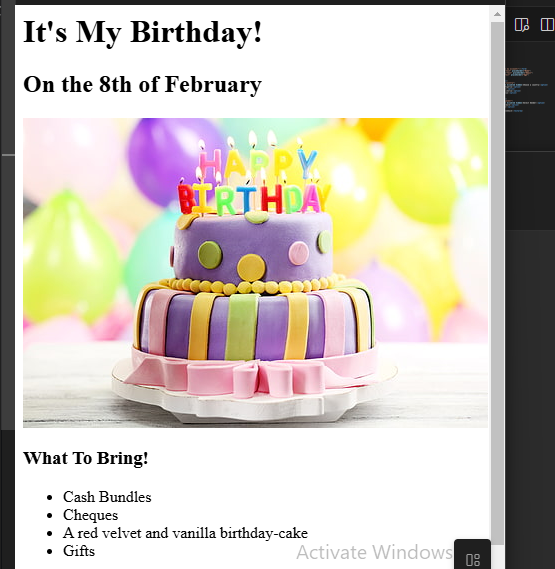 It's My Birthday!
On the 8th of February
HAPPY
BIRTHDAY
What To Bring!
Cash Bundles
Cheques
A red velvet and vanilla birthday-cake
Gifts
Activate Windows